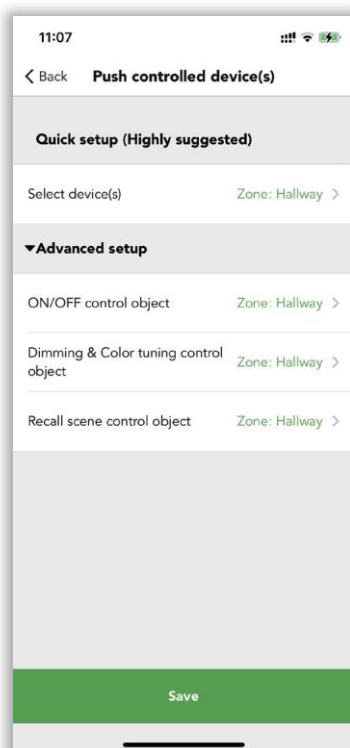 11:07
Back Push controlled device(s)
Quick setup (Highly suggested)
Select device(s) Zone: Hallway
Advanced setup
ON/OFF control object Zone: Hallway
Dimming & Color tuning control
object Zone: Hallway
Recall scene control object Zone: Hallway
Save